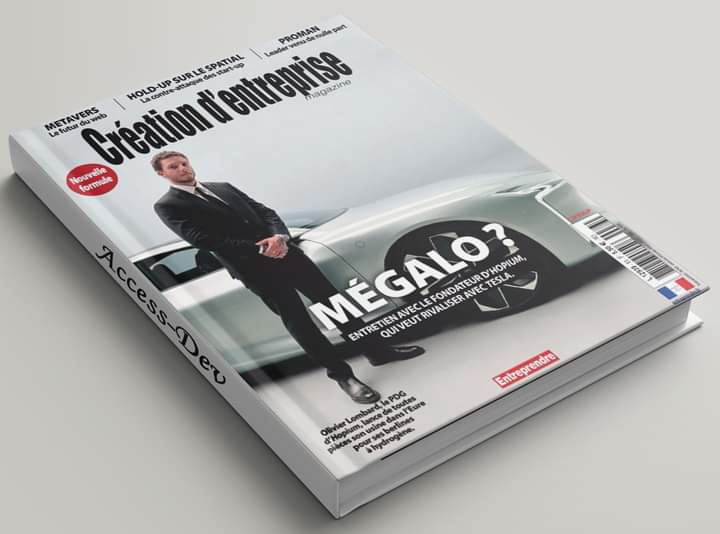 METAVERS
Le futur du web
HOLD-UP SUR LE SPATIAL
La contre-attaque des start-up
PROMAN
Leader venu de nulle part
Création d'entreprise
magazine
Nouvelle
formule
MÉGALO ?
ENTRETIEN AVEC LE FONDATEUR D'HOPIUM,
QUI VEUT RIVALISER AVEC TESLA.
Entreprendre
Olivier Lombard, le PDG
d'Hopium, lance de toutes
pièces son usine dans l'Eure
pour ses berlines
à hydrogène.
Access-Dev